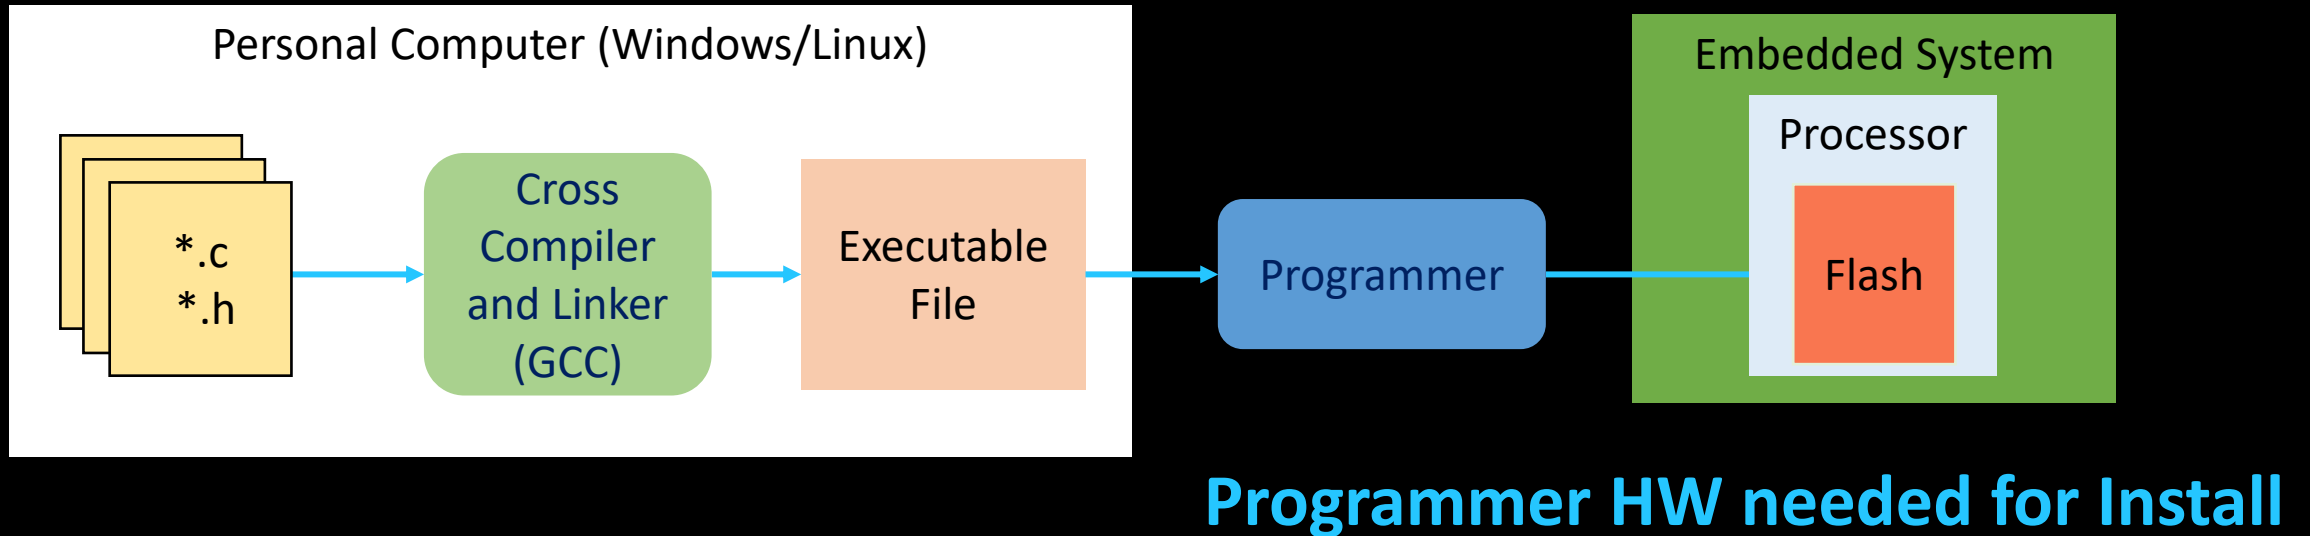 Personal Computer (Windows/Linux)
*.c
*.h
Cross
Compiler
and Linker
(GCC)
Executable
File
Programmer
Embedded System
Processor
Flash
Programmer HW needed for Install